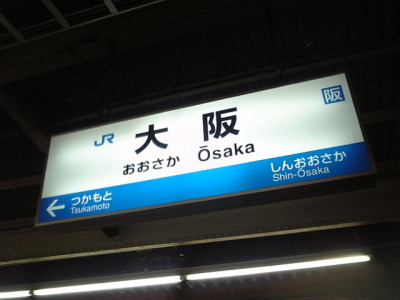 阪
JR 大阪
おおさか Ōsaka
つかもと しんおおさか
Tsukamoto Shin-Ōsaka